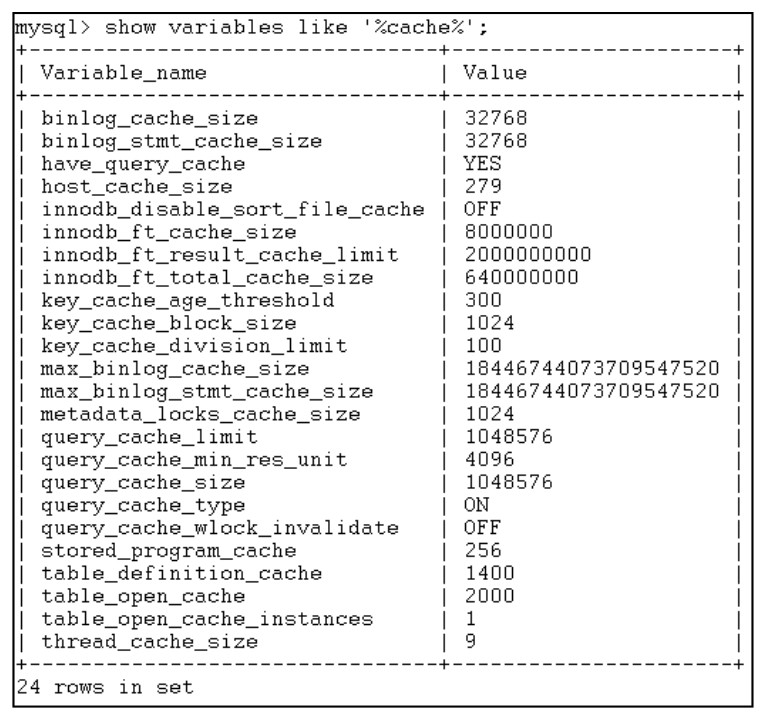 mysql> show variables like '%cache%';
+---------------------------------+----------------------+
| Variable_name                   | Value                |
+---------------------------------+----------------------+
| binlog_cache_size               | 32768                |
| binlog_stmt_cache_size          | 32768                |
| have_query_cache                | YES                  |
| host_cache_size                 | 279                  |
| innodb_disable_sort_file_cache  | OFF                  |
| innodb_ft_cache_size            | 8000000              |
| innodb_ft_result_cache_limit    | 2000000000           |
| innodb_ft_total_cache_size      | 640000000            |
| key_cache_age_threshold         | 300                  |
| key_cache_block_size            | 1024                 |
| key_cache_division_limit        | 100                  |
| max_binlog_cache_size           | 18446744073709547520 |
| max_binlog_stmt_cache_size      | 18446744073709547520 |
| metadata_locks_cache_size       | 1024                 |
| query_cache_limit               | 1048576              |
| query_cache_min_res_unit        | 4096                 |
| query_cache_size                | 1048576              |
| query_cache_type                | ON                   |
| query_cache_wlock_invalidate    | OFF                  |
| stored_program_cache            | 256                  |
| table_definition_cache          | 1400                 |
| table_open_cache                | 2000                 |
| table_open_cache_instances      | 1                    |
| thread_cache_size               | 9                    |
+---------------------------------+----------------------+
24 rows in set